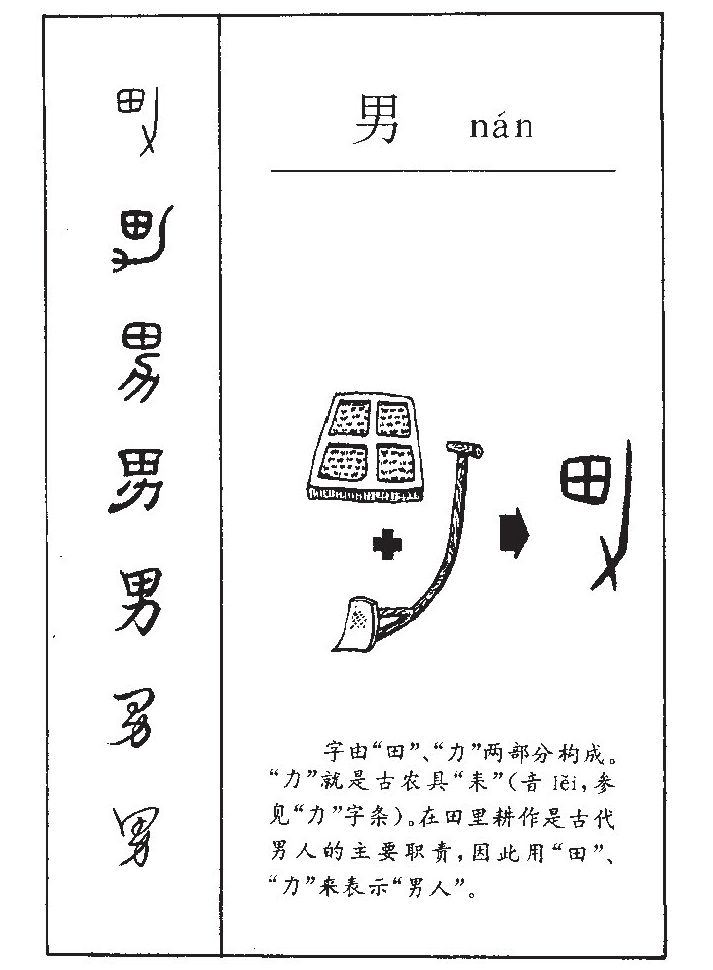 男 nán
字由“田”、“力”两部分构成。
“力”就是古农具“耒”(音 lěi,参
见“力”字条)。在田里耕作是古代
男人的主要职责,因此用“田”、
“力”来表示“男人”。